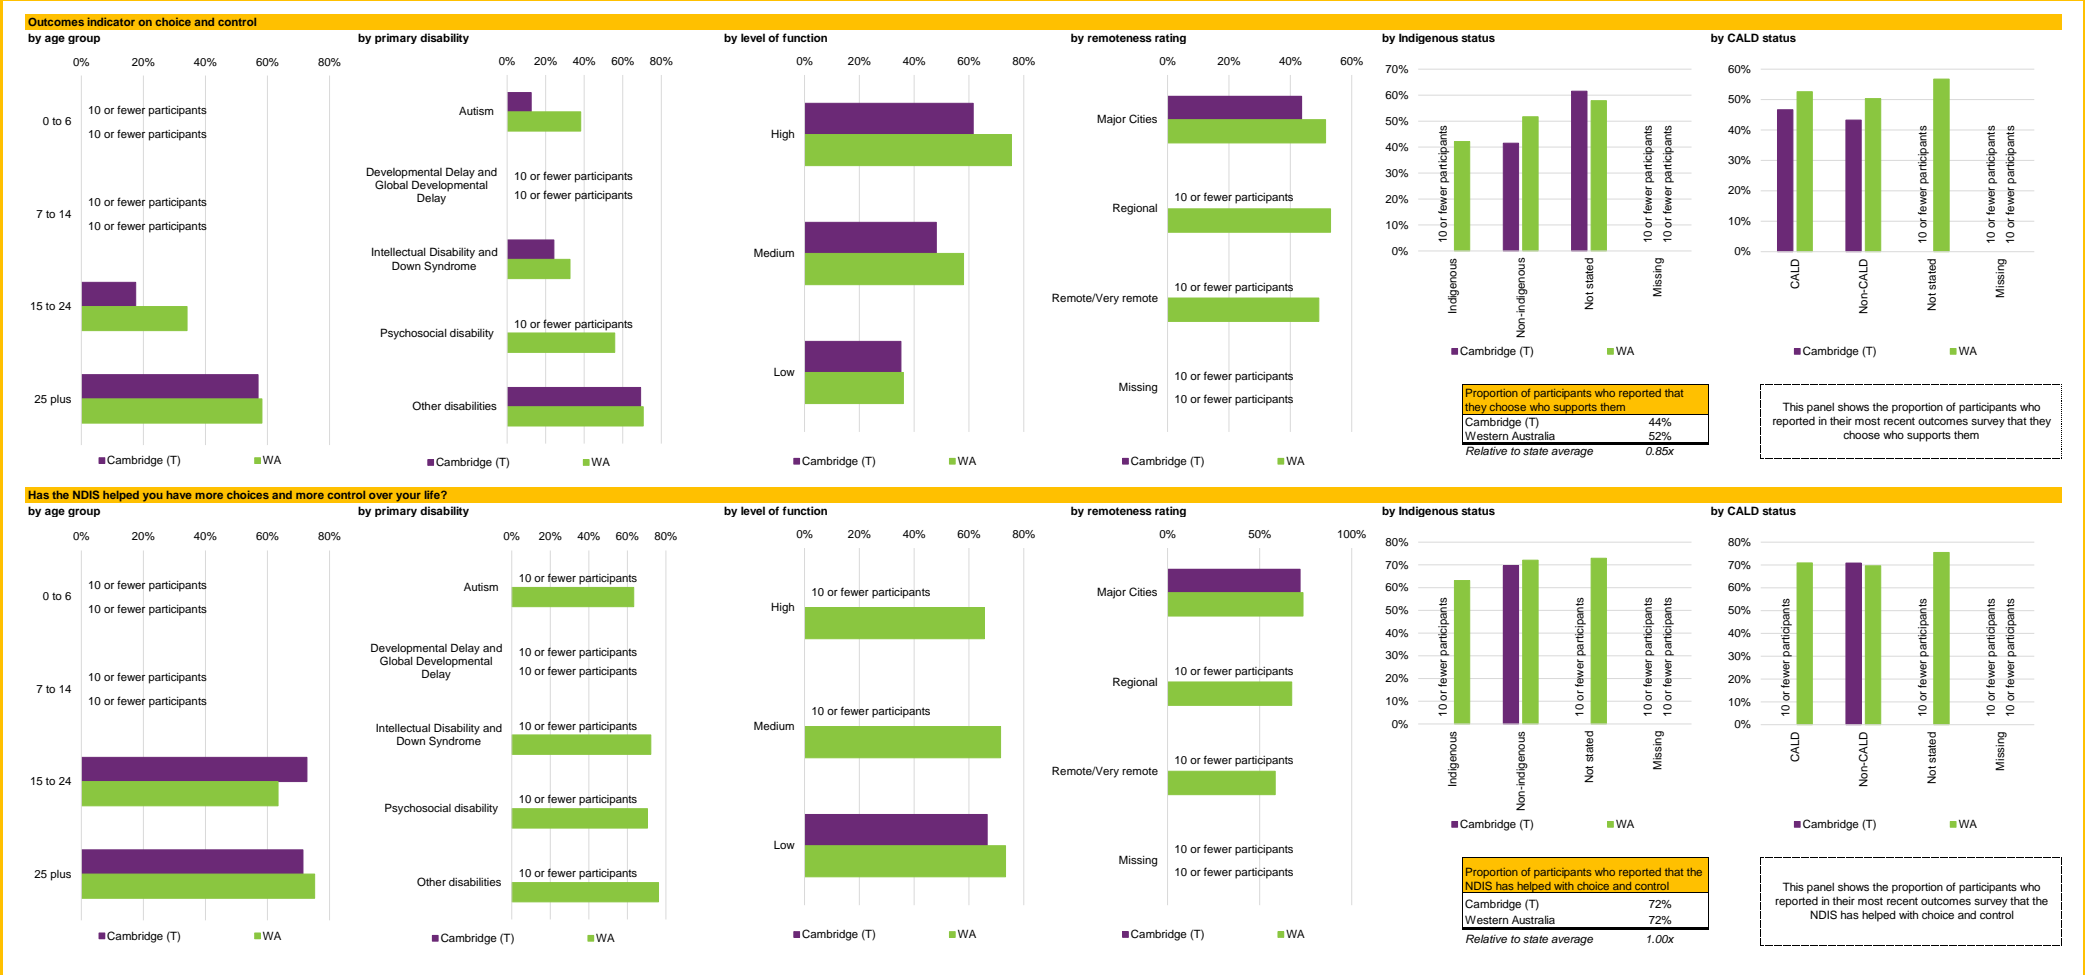 Outcomes indicator on choice and control
by age group
0% 20% 40% 60% 80%
0 to 6
10 or fewer participants
10 or fewer participants
7 to 14
10 or fewer participants
10 or fewer participants
15 to 24
25 plus
Cambridge (T) WA
by primary disability
0% 20% 40% 60% 80%
Autism
Developmental Delay and
Global Developmental
Delay
10 or fewer participants
10 or fewer participants
Intellectual Disability and
Down Syndrome
Psychosocial disability
10 or fewer participants
Other disabilities
Cambridge (T) WA
by level of function
0% 20% 40% 60% 80%
High
Medium
Low
Cambridge (T) WA
by remoteness rating
0% 20% 40% 60%
Major Cities
Regional
10 or fewer participants
Remote/Very remote
10 or fewer participants
Missing
10 or fewer participants
10 or fewer participants
Cambridge (T) WA
by Indigenous status
70%
60%
50%
40%
30%
20%
10%
0%
10 or fewer participants
10 or fewer participants
10 or fewer participants
Indigenous
Non-indigenous
Not stated
Missing
Cambridge (T) WA
by CALD status
60%
50%
40%
30%
20%
10%
0%
10 or fewer participants
10 or fewer participants
10 or fewer participants
CALD
Non-CALD
Not stated
Missing
Cambridge (T) WA
Proportion of participants who reported that
they choose who supports them
Cambridge (T) 44%
Western Australia 52%
Relative to state average 0.85x
This panel shows the proportion of participants who
reported in their most recent outcomes survey that they
choose who supports them
Has the NDIS helped you have more choices and more control over your life?
by age group
0% 20% 40% 60% 80%
0 to 6
10 or fewer participants
10 or fewer participants
7 to 14
10 or fewer participants
10 or fewer participants
15 to 24
25 plus
Cambridge (T) WA
by primary disability
0% 20% 40% 60% 80%
Autism
10 or fewer participants
Developmental Delay and
Global Developmental
Delay
10 or fewer participants
10 or fewer participants
Intellectual Disability and
Down Syndrome
10 or fewer participants
Psychosocial disability
10 or fewer participants
Other disabilities
10 or fewer participants
Cambridge (T) WA
by level of function
0% 20% 40% 60% 80%
High
10 or fewer participants
Medium
10 or fewer participants
Low
Cambridge (T) WA
by remoteness rating
0% 50% 100%
Major Cities
Regional
10 or fewer participants
Remote/Very remote
10 or fewer participants
Missing
10 or fewer participants
10 or fewer participants
Cambridge (T) WA
by Indigenous status
80%
70%
60%
50%
40%
30%
20%
10%
0%
10 or fewer participants
10 or fewer participants
10 or fewer participants
10 or fewer participants
Indigenous
Non-indigenous
Not stated
Missing
Cambridge (T) WA
by CALD status
80%
70%
60%
50%
40%
30%
20%
10%
0%
10 or fewer participants
10 or fewer participants
10 or fewer participants
10 or fewer participants
CALD
Non-CALD
Not stated
Missing
Cambridge (T) WA
Proportion of participants who reported that the
NDIS has helped with choice and control
Cambridge (T) 72%
Western Australia 72%
Relative to state average 1.00x
This panel shows the proportion of participants who
reported in their most recent outcomes survey that the
NDIS has helped with choice and control